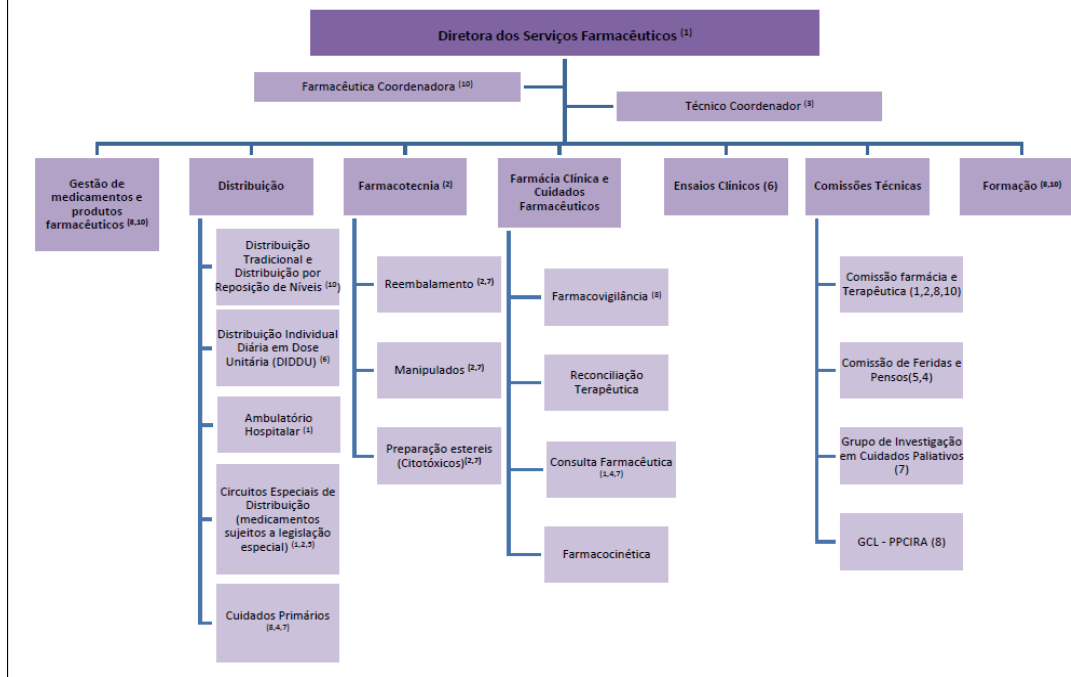 Diretora dos Serviços Farmacêuticos (1)
Farmacêutica Coordenadora (10)
Técnico Coordenador (3)
Gestão de
medicamentos e
produtos
farmacêuticos (8,10)
Distribuição
Farmacotecnia (2)
Farmácia Clínica e
Cuidados
Farmacêuticos
Ensaios Clínicos (6)
Comissões Técnicas
Formação (8,10)
Distribuição
Tradicional e
Distribuição por
Reposição de Níveis (10)
Distribuição Individual
Diária em Dose
Unitária (DIDDU) (6)
Ambulatório
Hospitalar (1)
Circuitos Especiais de
Distribuição
(medicamentos
sujeitos a legislação
especial) (1,2,5)
Cuidados Primários
(8,4,7)
Reembalamento (2,7)
Manipulados (2,7)
Preparação estereis
(Citotóxicos)(2,7)
Farmacovigilância (8)
Reconciliação
Terapêutica
Consulta Farmacêutica
(1,4,7)
Farmacocinética
Comissão farmácia e
Terapêutica (1,2,8,10)
Comissão de Feridas e
Pensos(5,4)
Grupo de Investigação
em Cuidados Paliativos
(7)
GCL - PPCIRA (8)